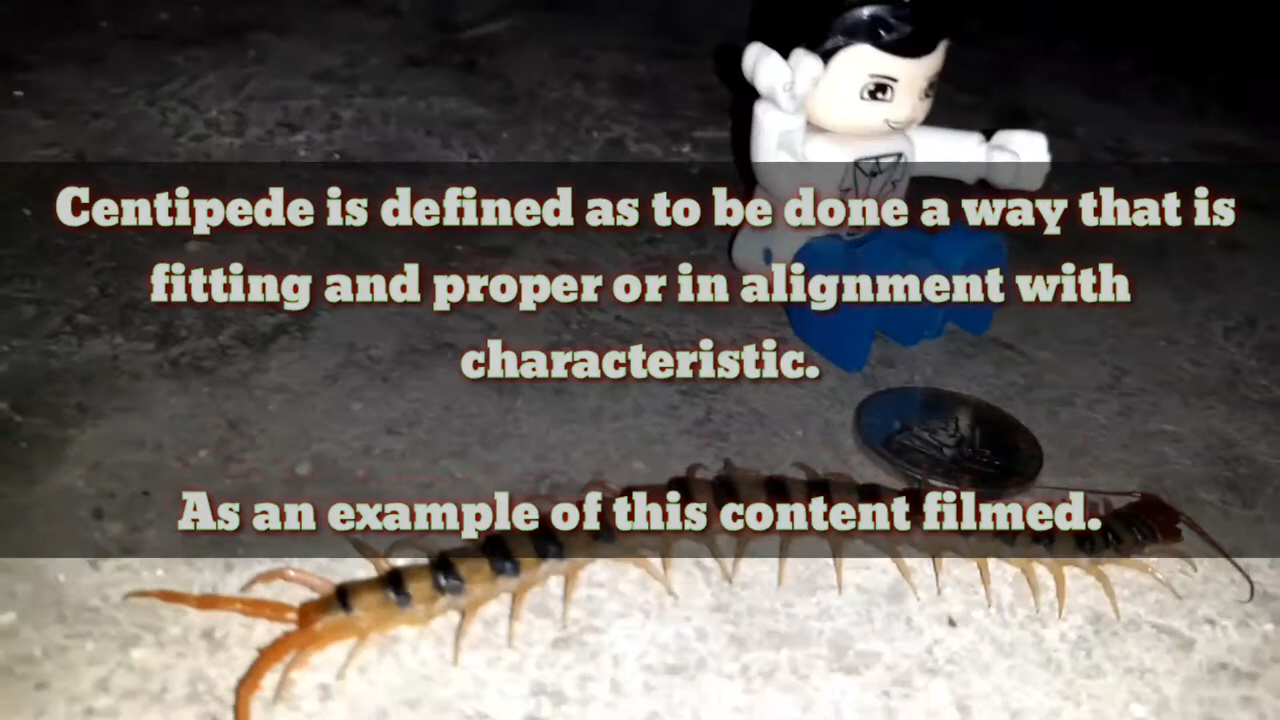 Centipede is defined as to be done a way that is
fitting and proper or in alignment with
characteristic.
As an example of this content filmed.